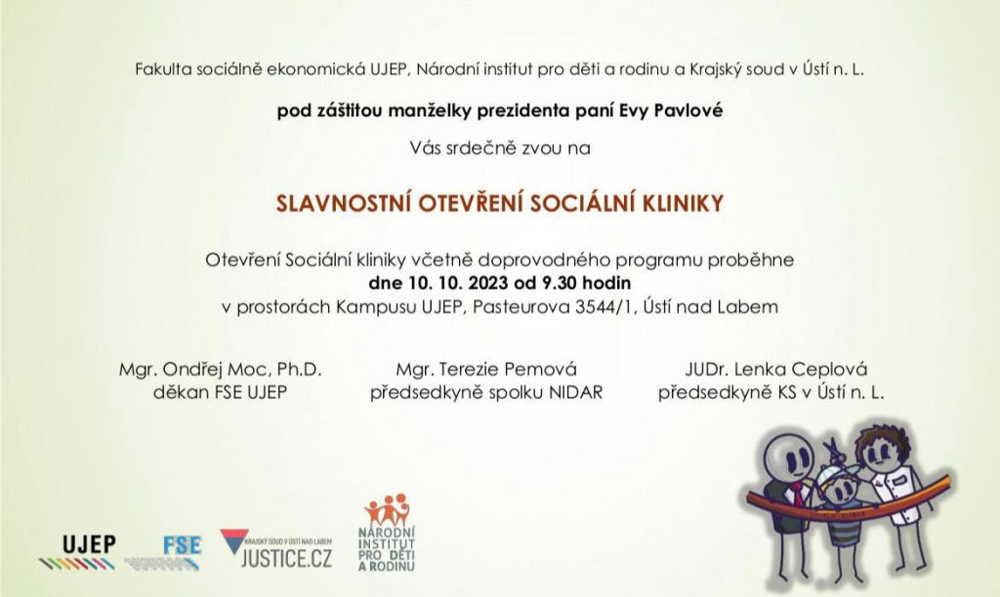 Fakulta sociálně ekonomická UJEP, Národní institut pro děti a rodinu a Krajský soud v Ústí n. L.
pod záštitou manželky prezidenta paní Evy Pavlové
Vás srdečně zvou na
SLAVNOSTNÍ OTEVŘENÍ SOCIÁLNÍ KLINIKY
Otevření Sociální kliniky včetně doprovodného programu proběhne
dne 10. 10. 2023 od 9.30 hodin
v prostorách Kampusu UJEP, Pasteurova 3544/1, Ústí nad Labem
Mgr. Ondřej Moc, Ph.D.
děkan FSE UJEP
Mgr. Terezie Pemová
předsedkyně spolku NIDAR
JUDr. Lenka Ceplová
předsedkyně KS v Ústí n. L.
UJEP
FSE
KRAJSKÝ SOUD V ÚSTÍ NAD LABEM
JUSTICE.CZ
NÁRODNÍ
INSTITUT
PRO DĚTI
A RODINU